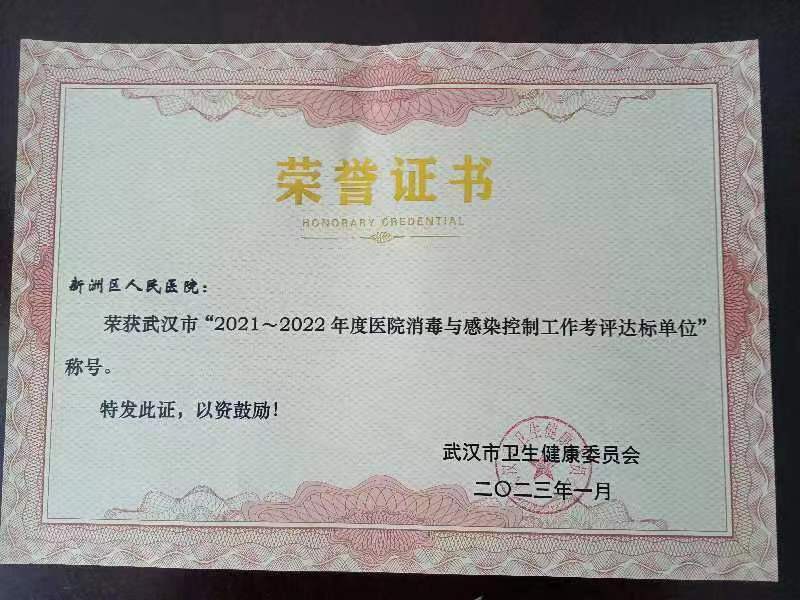 荣誉证书
HONORARY CREDENTIAL
新洲区人民医院：
荣获武汉市“2021～2022年度医院消毒与感染控制工作考评达标单位”
称号。
特发此证，以资鼓励！
武汉市卫生健康委员会
二〇二三年一月